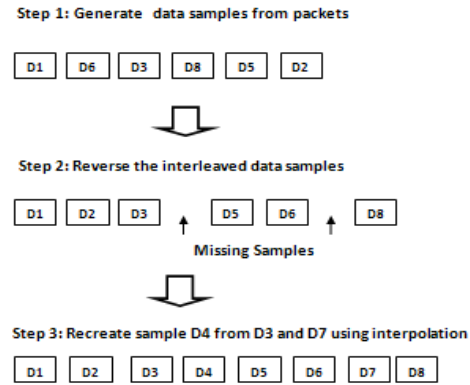 Step 1: Generate data samples from packets
D1 D6 D3 D8 D5 D2
Step 2: Reverse the interleaved data samples
D1 D2 D3 D5 D6 D8
Missing Samples
Step 3: Recreate sample D4 from D3 and D7 using interpolation
D1 D2 D3 D4 D5 D6 D7 D8